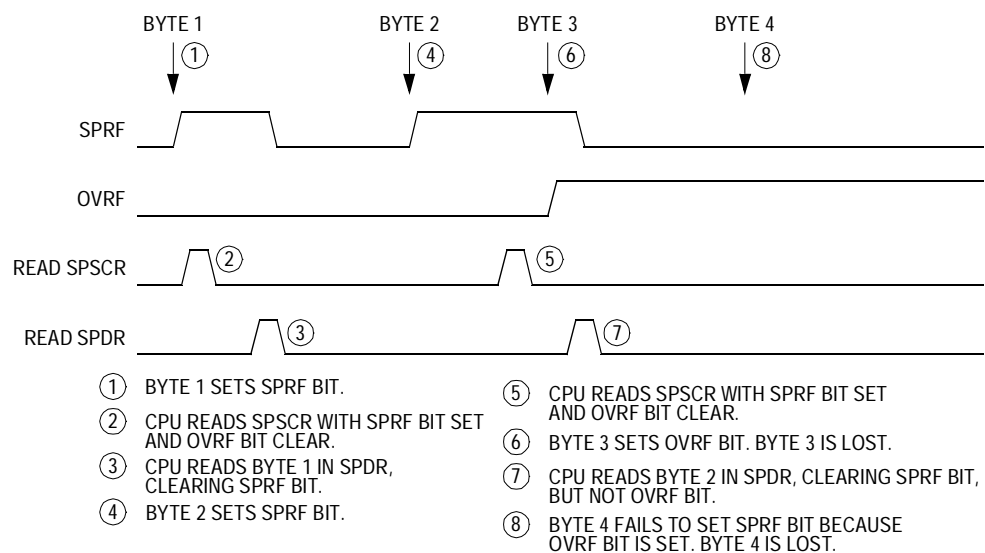 BYTE 1 BYTE 2 BYTE 3 BYTE 4
1 4 6 8
SPRF
OVRF
READ SPSCR 2 5
READ SPDR 3 7
1 BYTE 1 SETS SPRF BIT.
2 CPU READS SPSCR WITH SPRF BIT SET
AND OVRF BIT CLEAR.
3 CPU READS BYTE 1 IN SPDR,
CLEARING SPRF BIT.
4 BYTE 2 SETS SPRF BIT.
5 CPU READS SPSCR WITH SPRF BIT SET
AND OVRF BIT CLEAR.
6 BYTE 3 SETS OVRF BIT. BYTE 3 IS LOST.
7 CPU READS BYTE 2 IN SPDR, CLEARING SPRF BIT,
BUT NOT OVRF BIT.
8 BYTE 4 FAILS TO SET SPRF BIT BECAUSE
OVRF BIT IS SET. BYTE 4 IS LOST.